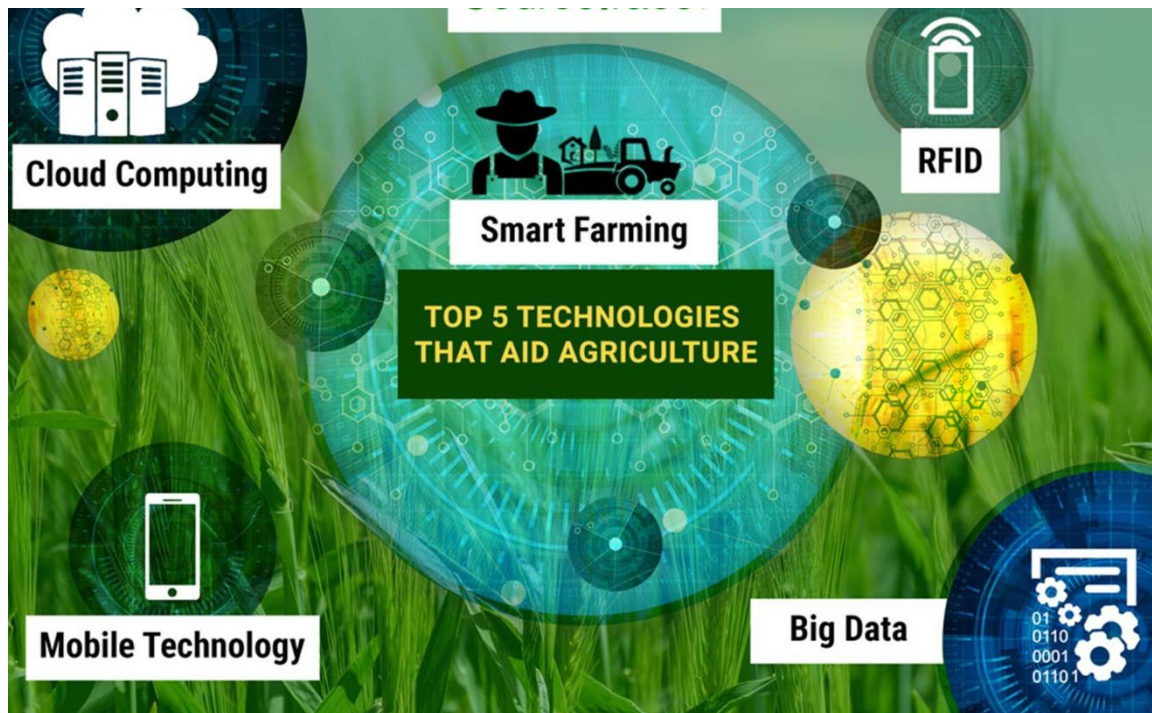 Cloud Computing
RFID
Smart Farming
TOP 5 TECHNOLOGIES
THAT AID AGRICULTURE
Mobile Technology
Big Data
01
0110
0001
01101